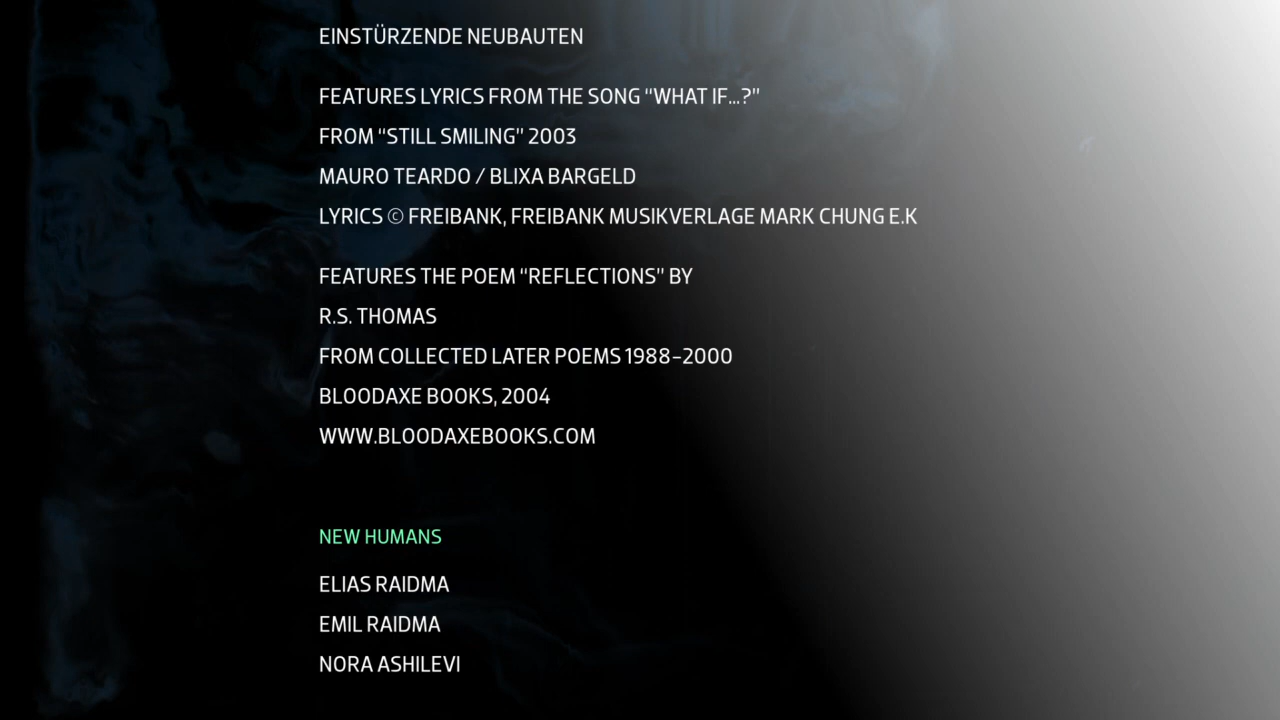 EINSTÜRZENDE NEUBAUTEN
FEATURES LYRICS FROM THE SONG “WHAT IF...?”
FROM “STILL SMILING” 2003
MAURO TEARDO / BLIXA BARGELD
LYRICS © FREIBANK, FREIBANK MUSIKVERLAGE MARK CHUNG E.K
FEATURES THE POEM “REFLECTIONS” BY
R.S. THOMAS
FROM COLLECTED LATER POEMS 1988–2000
BLOODAXE BOOKS, 2004
WWW.BLOODAXEBOOKS.COM
NEW HUMANS
ELIAS RAIDMA
EMIL RAIDMA
NORA ASHILEVI